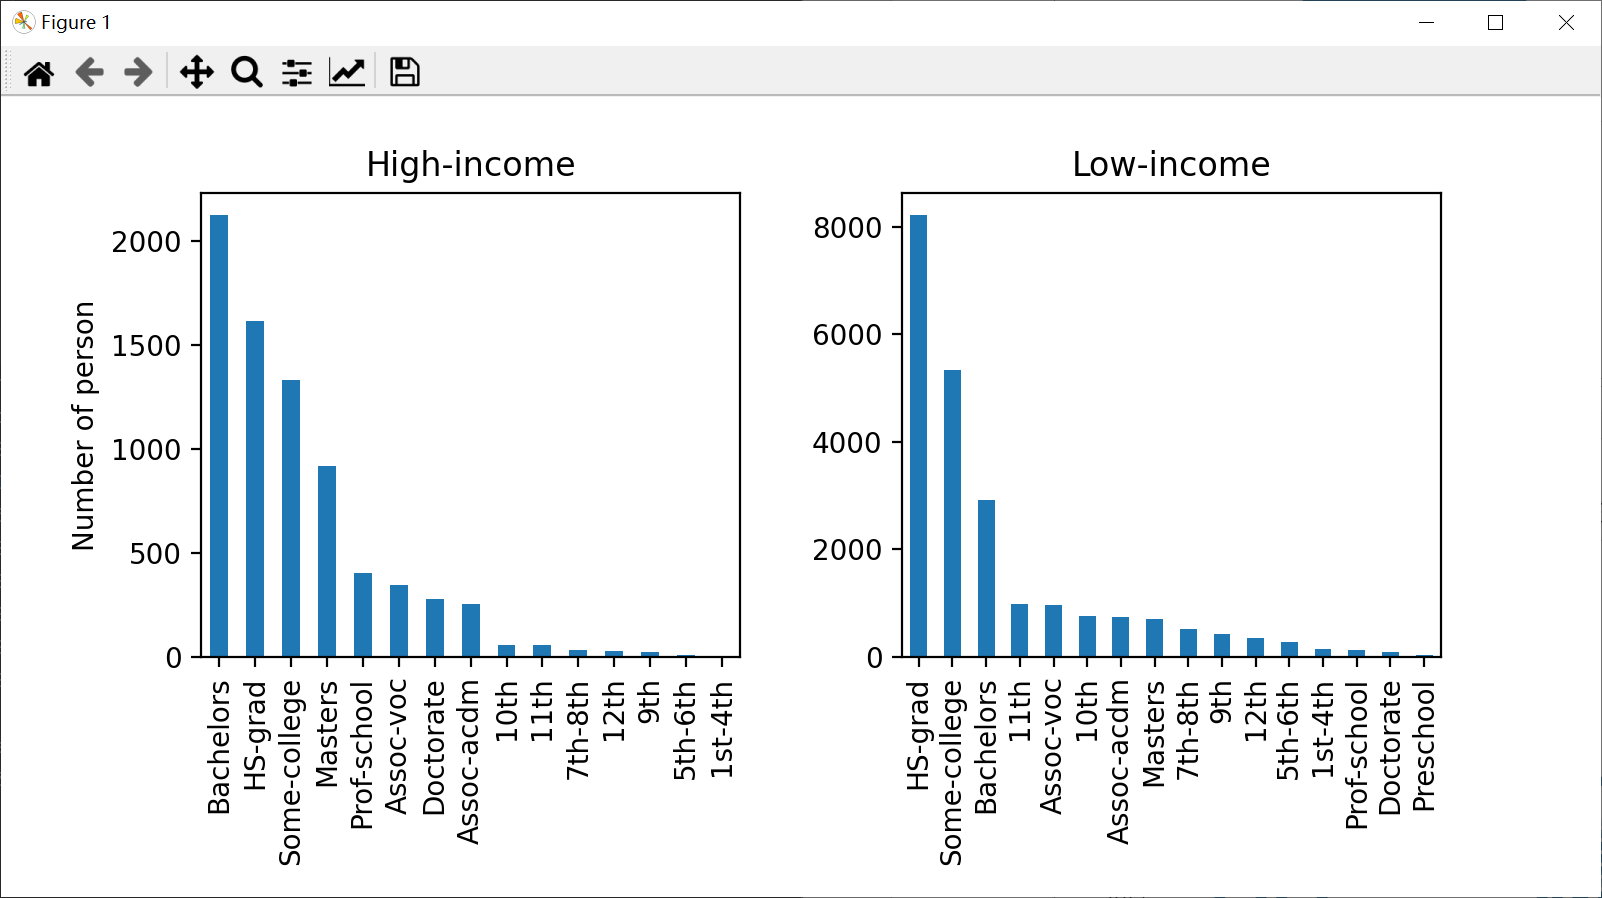 Figure 1
High-income
Number of person
2000
1500
1000
500
0
Bachelors
HS-grad
Some-college
Masters
Prof-school
Assoc-voc
Doctorate
Assoc-acdm
10th
11th
7th-8th
12th
9th
5th-6th
1st-4th
Low-income
8000
6000
4000
2000
0
HS-grad
Some-college
Bachelors
11th
Assoc-voc
10th
Assoc-acdm
Masters
7th-8th
9th
12th
5th-6th
1st-4th
Prof-school
Doctorate
Preschool